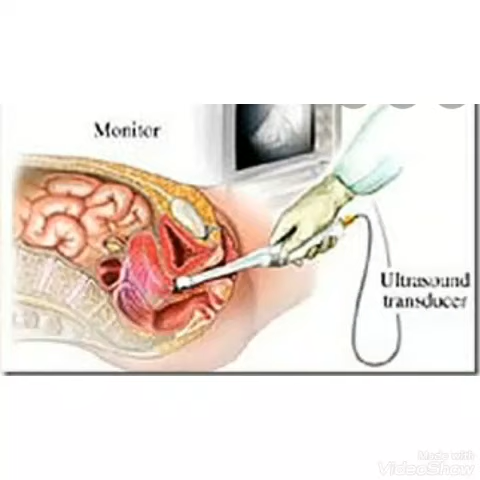 Monitor
Ultrasound
transducer
Made with
VideoShow